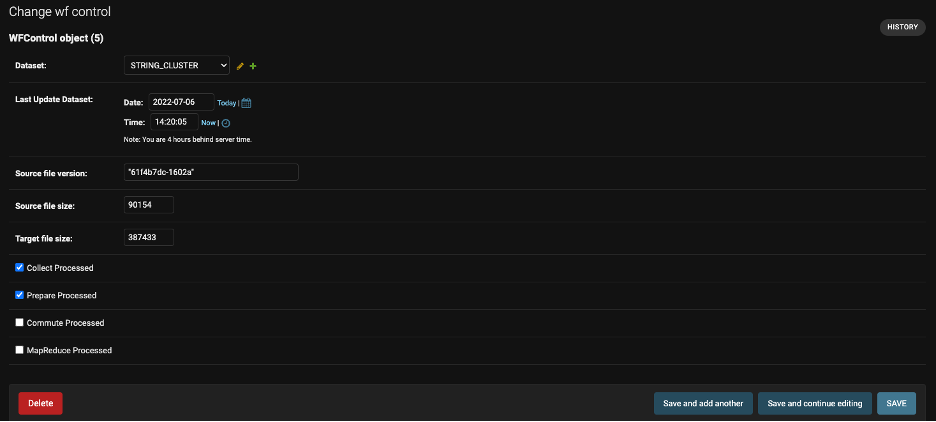 Change wf control
HISTORY
WFControl object (5)
Dataset: STRING_CLUSTER
Last Update Dataset: Date: 2022-07-06 Today |
Time: 14:20:05 Now |
Note: You are 4 hours behind server time.
Source file version: "61f4b7dc-1602a"
Source file size: 90154
Target file size: 387433
Collect Processed
Prepare Processed
Commute Processed
MapReduce Processed
Delete Save and add another Save and continue editing SAVE